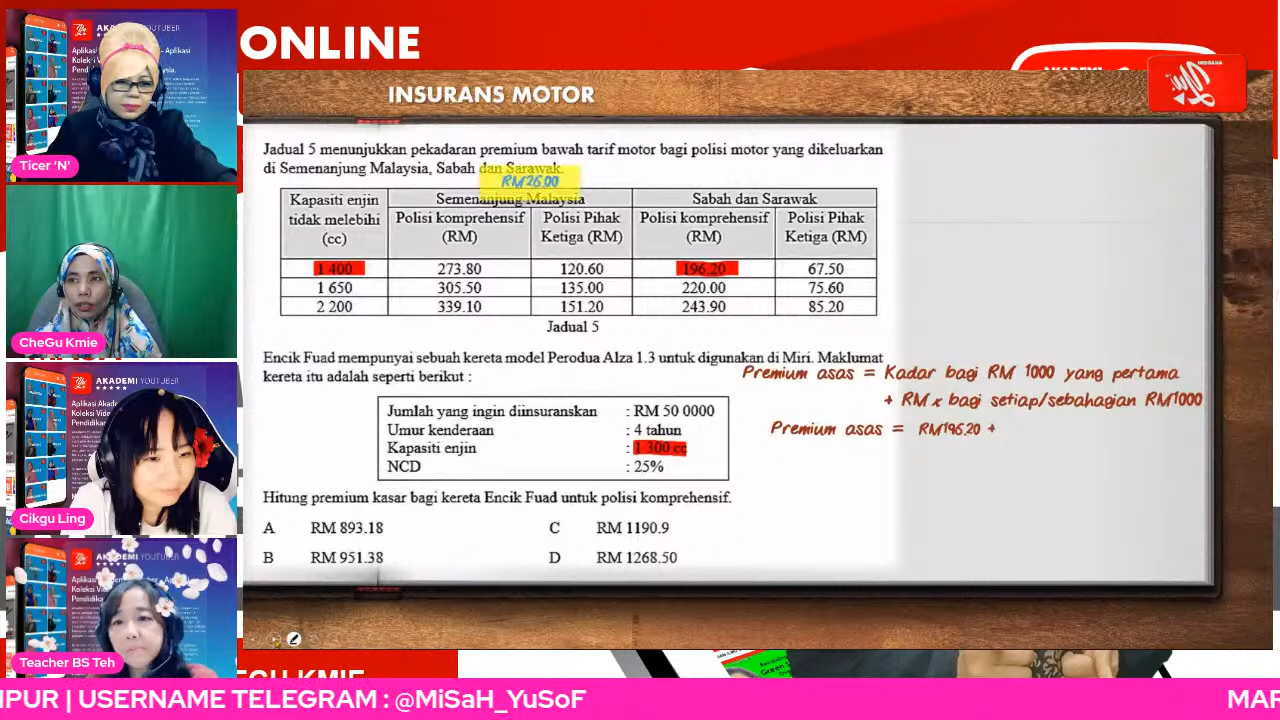 ONLINE
AKADEMI YOUTUBER
Ticer 'N'
CheGu Kmie
AKADEMI YOUTUBER
Cikgu Ling
AKADEMI YOUTUBER
Teacher BS Teh
INSURANS MOTOR
Jadual 5 menunjukkan pekadaran premium bawah tarif motor bagi polisi motor yang dikeluarkan
di Semenanjung Malaysia, Sabah dan Sarawak.
RM26.00
Kapasiti enjin tidak melebihi (cc) Semenanjung Malaysia Sabah dan Sarawak
Polisi komprehensif (RM) Polisi Pihak Ketiga (RM) Polisi komprehensif (RM) Polisi Pihak Ketiga (RM)
1 400 273.80 120.60 196.20 67.50
1 650 305.50 135.00 220.00 75.60
2 200 339.10 151.20 243.90 85.20
Jadual 5
Encik Fuad mempunyai sebuah kereta model Perodua Alza 1.3 untuk digunakan di Miri. Maklumat
kereta itu adalah seperti berikut :
Jumlah yang ingin diinsuranskan : RM 50 0000
Umur kenderaan : 4 tahun
Kapasiti enjin : 1 300 cc
NCD : 25%
Premium asas = Kadar bagi RM 1000 yang pertama
+ RM x bagi setiap/sebahagian RM1000
Premium asas = RM196.20 +
Hitung premium kasar bagi kereta Encik Fuad untuk polisi komprehensif.
A RM 893.18 C RM 1190.9
B RM 951.38 D RM 1268.50
IPUR | USERNAME TELEGRAM : @MiSaH_YuSoF
MAR